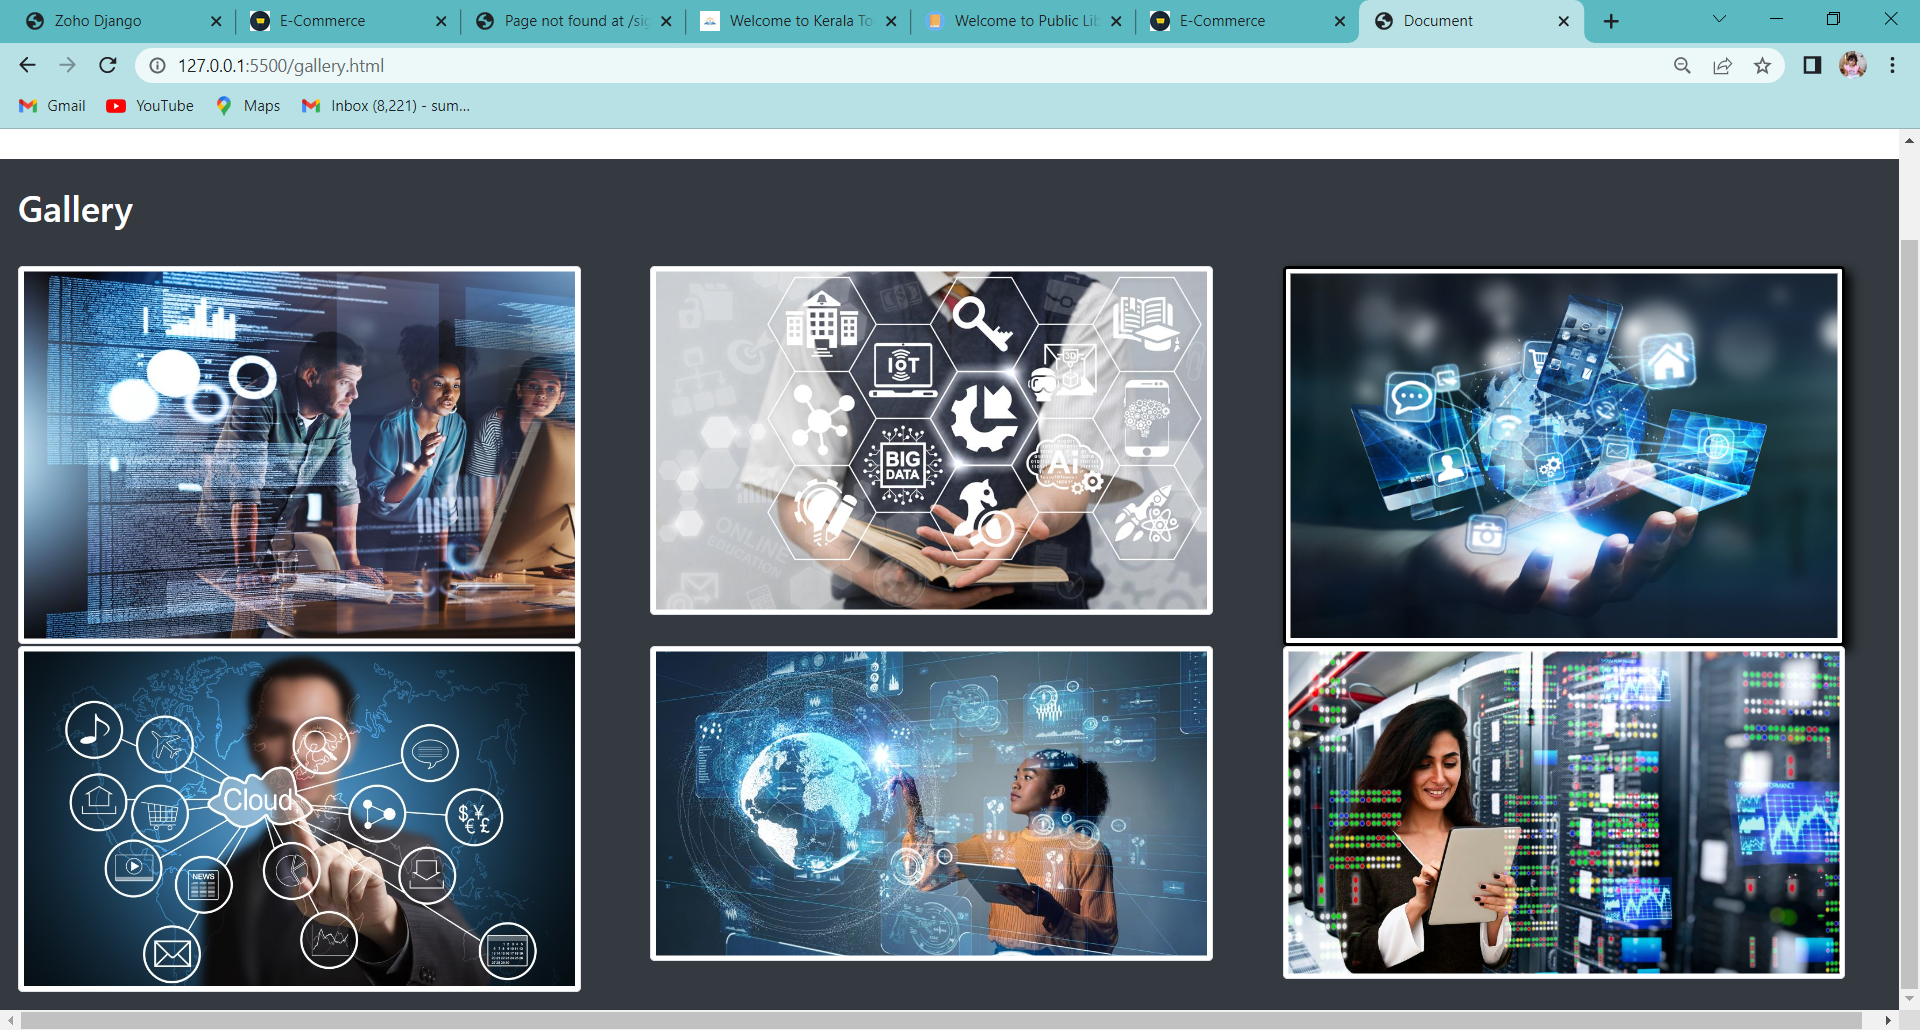 Zoho Django
E-Commerce
Page not found at /sig
Welcome to Kerala To
Welcome to Public Lib
E-Commerce
Document
127.0.0.1:5500/gallery.html
Gmail
YouTube
Maps
Inbox (8,221) - sum...
Gallery
IoT
3D
BIG
DATA
Ai
ONLINE
EDUCATION
Cloud
NEWS
$ ¥
€ £